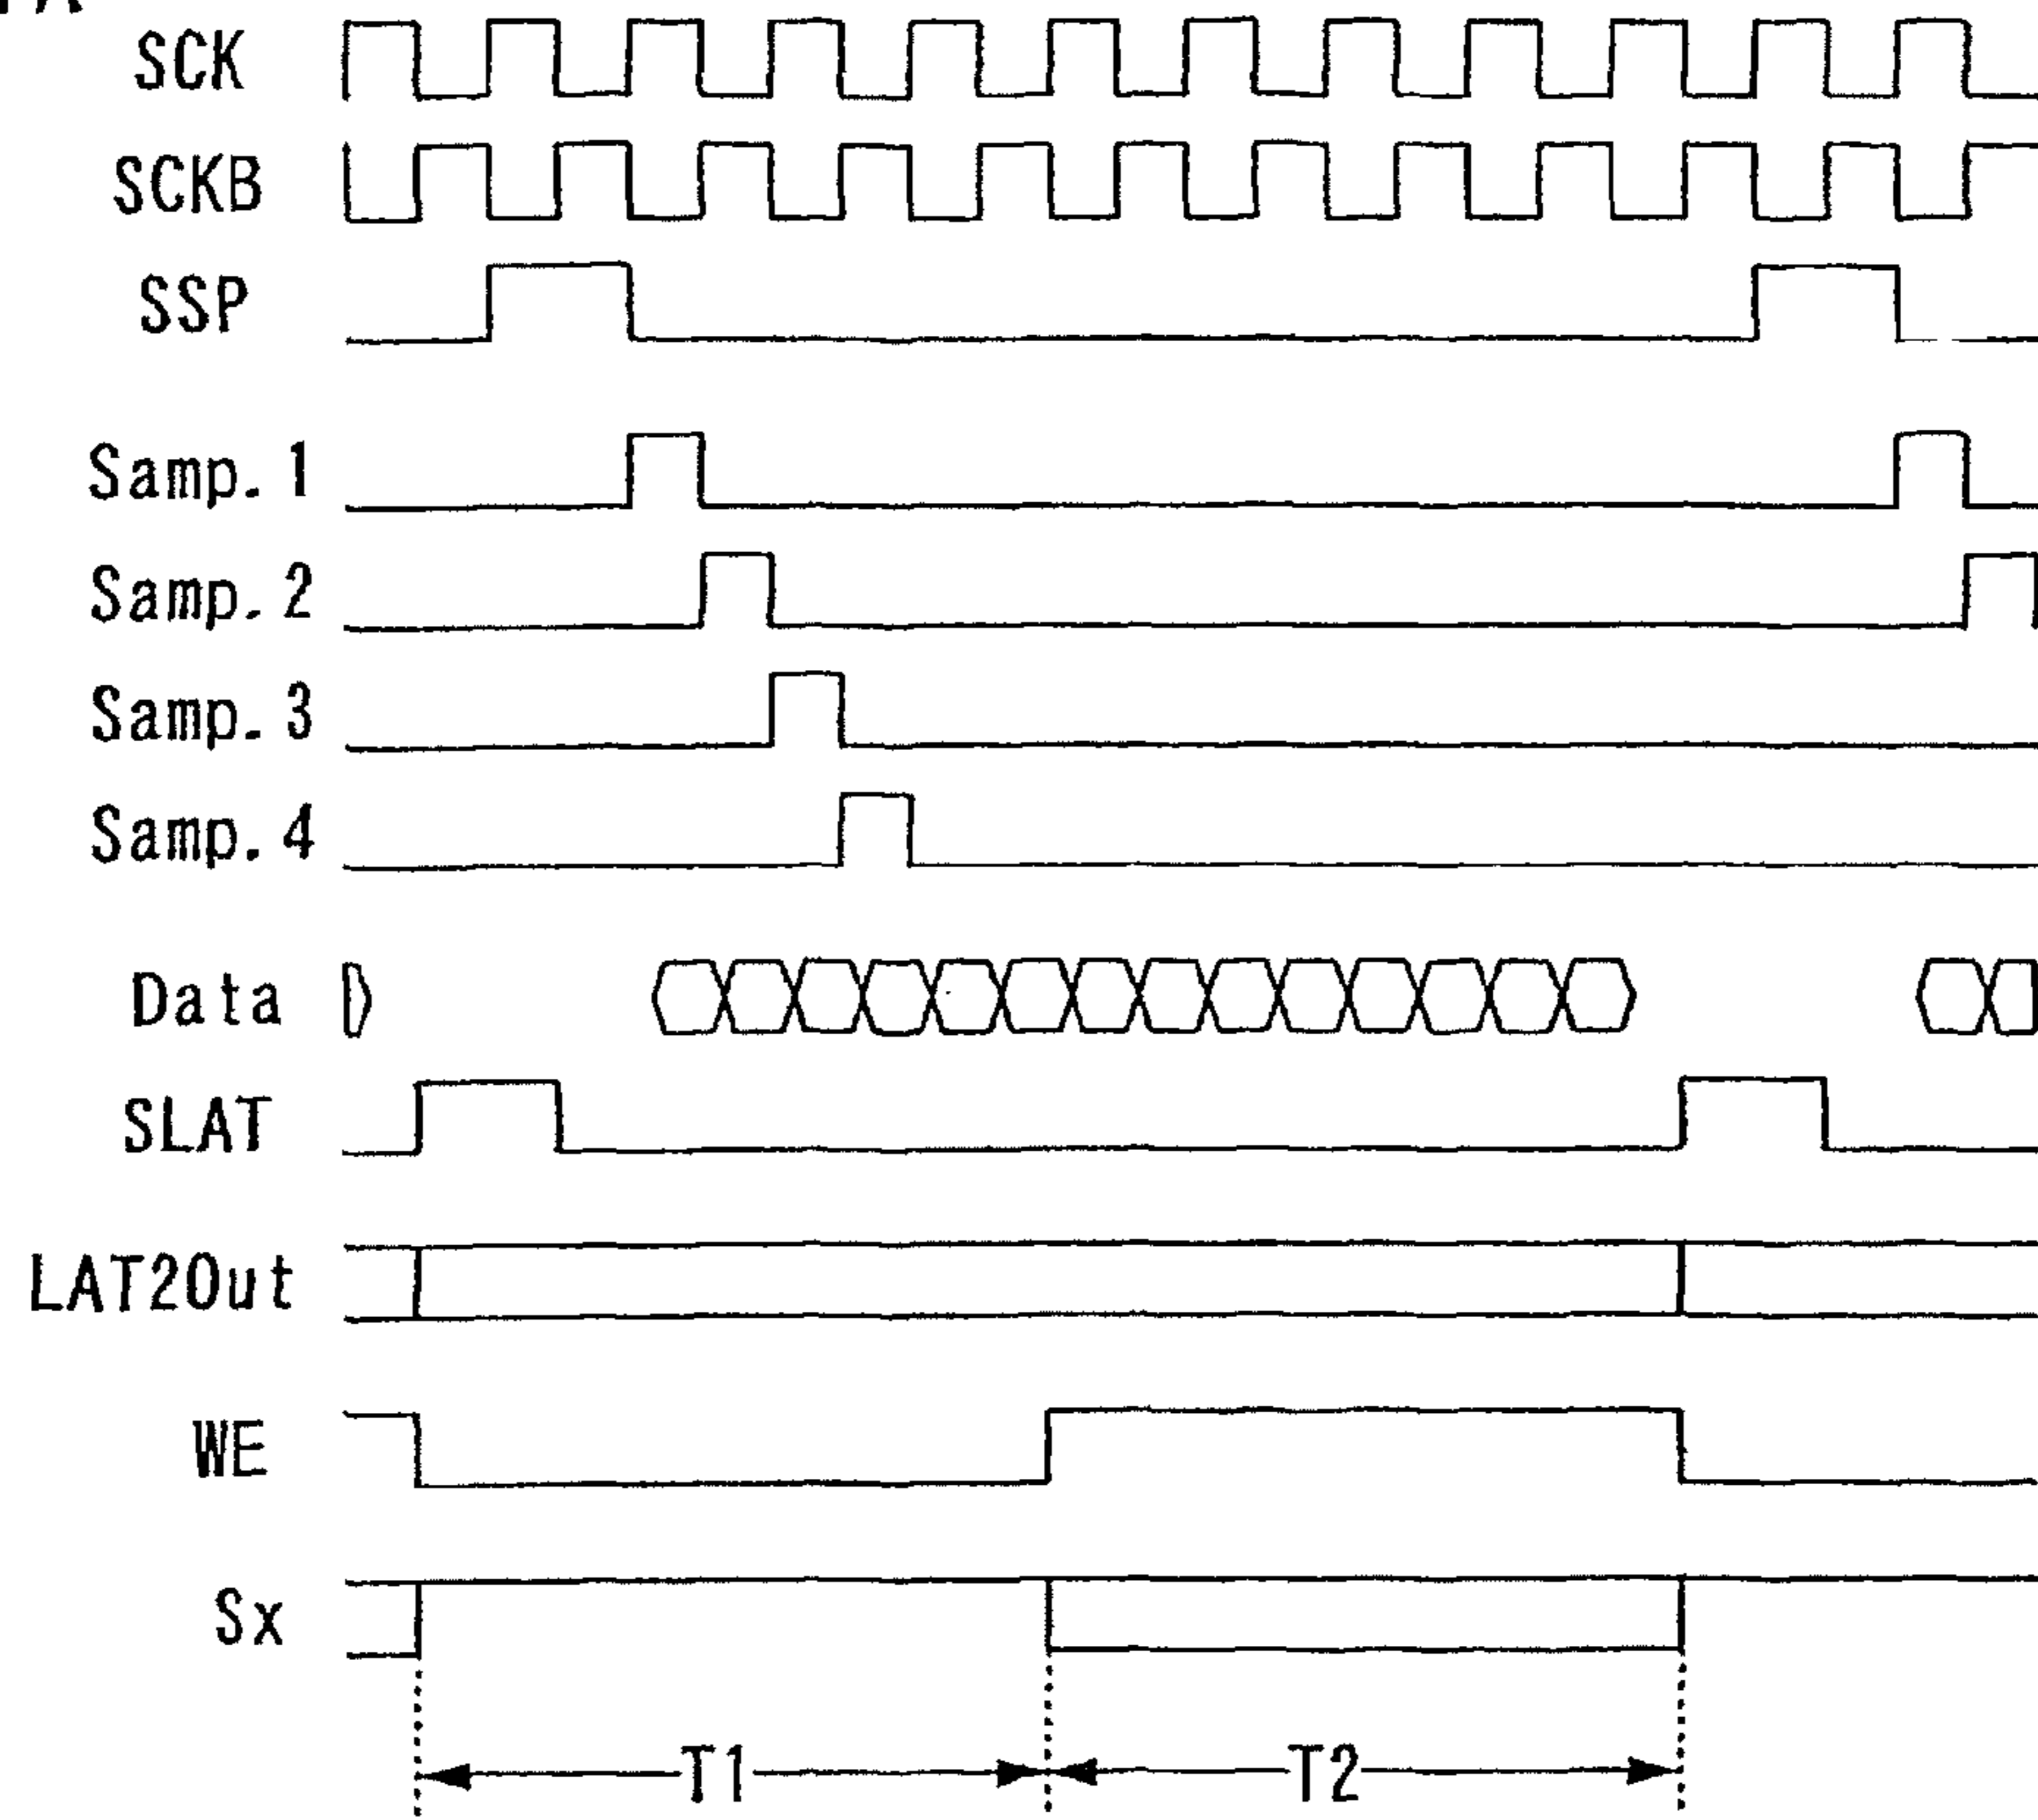 SCK
SCKB
SSP
Samp.1
Samp.2
Samp.3
Samp.4
Data
SLAT
LAT2Out
WE
Sx
T1 T2